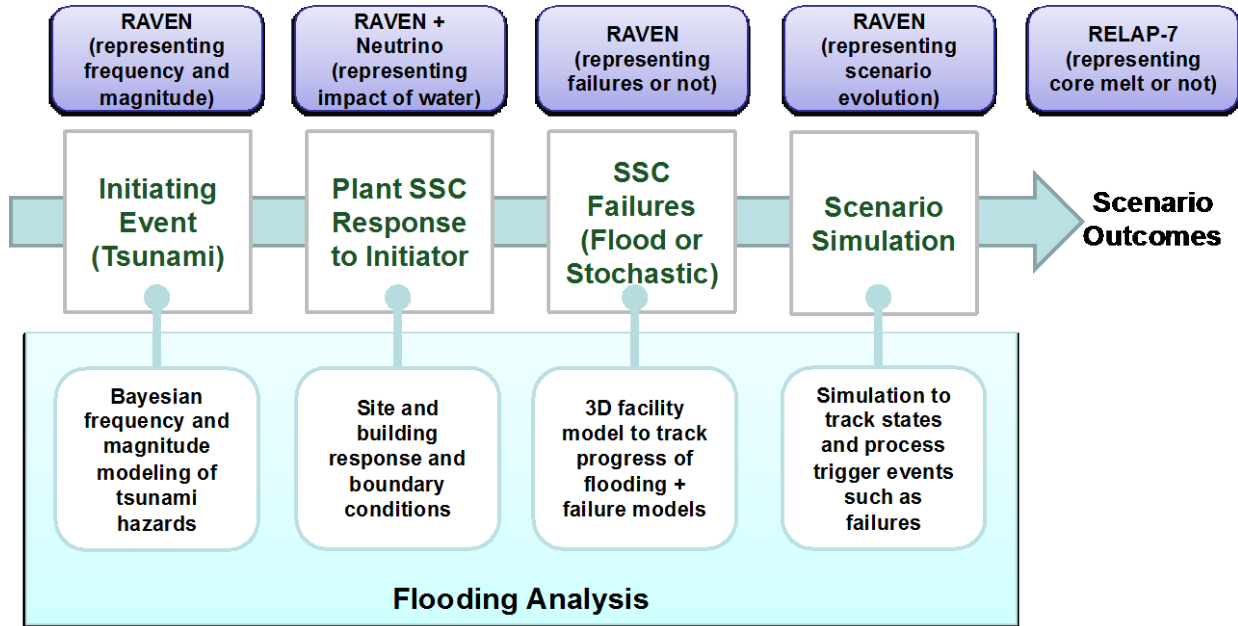 RAVEN
(representing
frequency and
magnitude)
RAVEN +
Neutrino
(representing
impact of water)
RAVEN
(representing
failures or not)
RAVEN
(representing
scenario
evolution)
RELAP-7
(representing
core melt or not)
Initiating
Event
(Tsunami)
Plant SSC
Response
to Initiator
SSC
Failures
(Flood or
Stochastic)
Scenario
Simulation
Scenario
Outcomes
Bayesian
frequency and
magnitude
modeling of
tsunami
hazards
Site and
building
response and
boundary
conditions
3D facility
model to track
progress of
flooding +
failure models
Simulation to
track states
and process
trigger events
such as
failures
Flooding Analysis